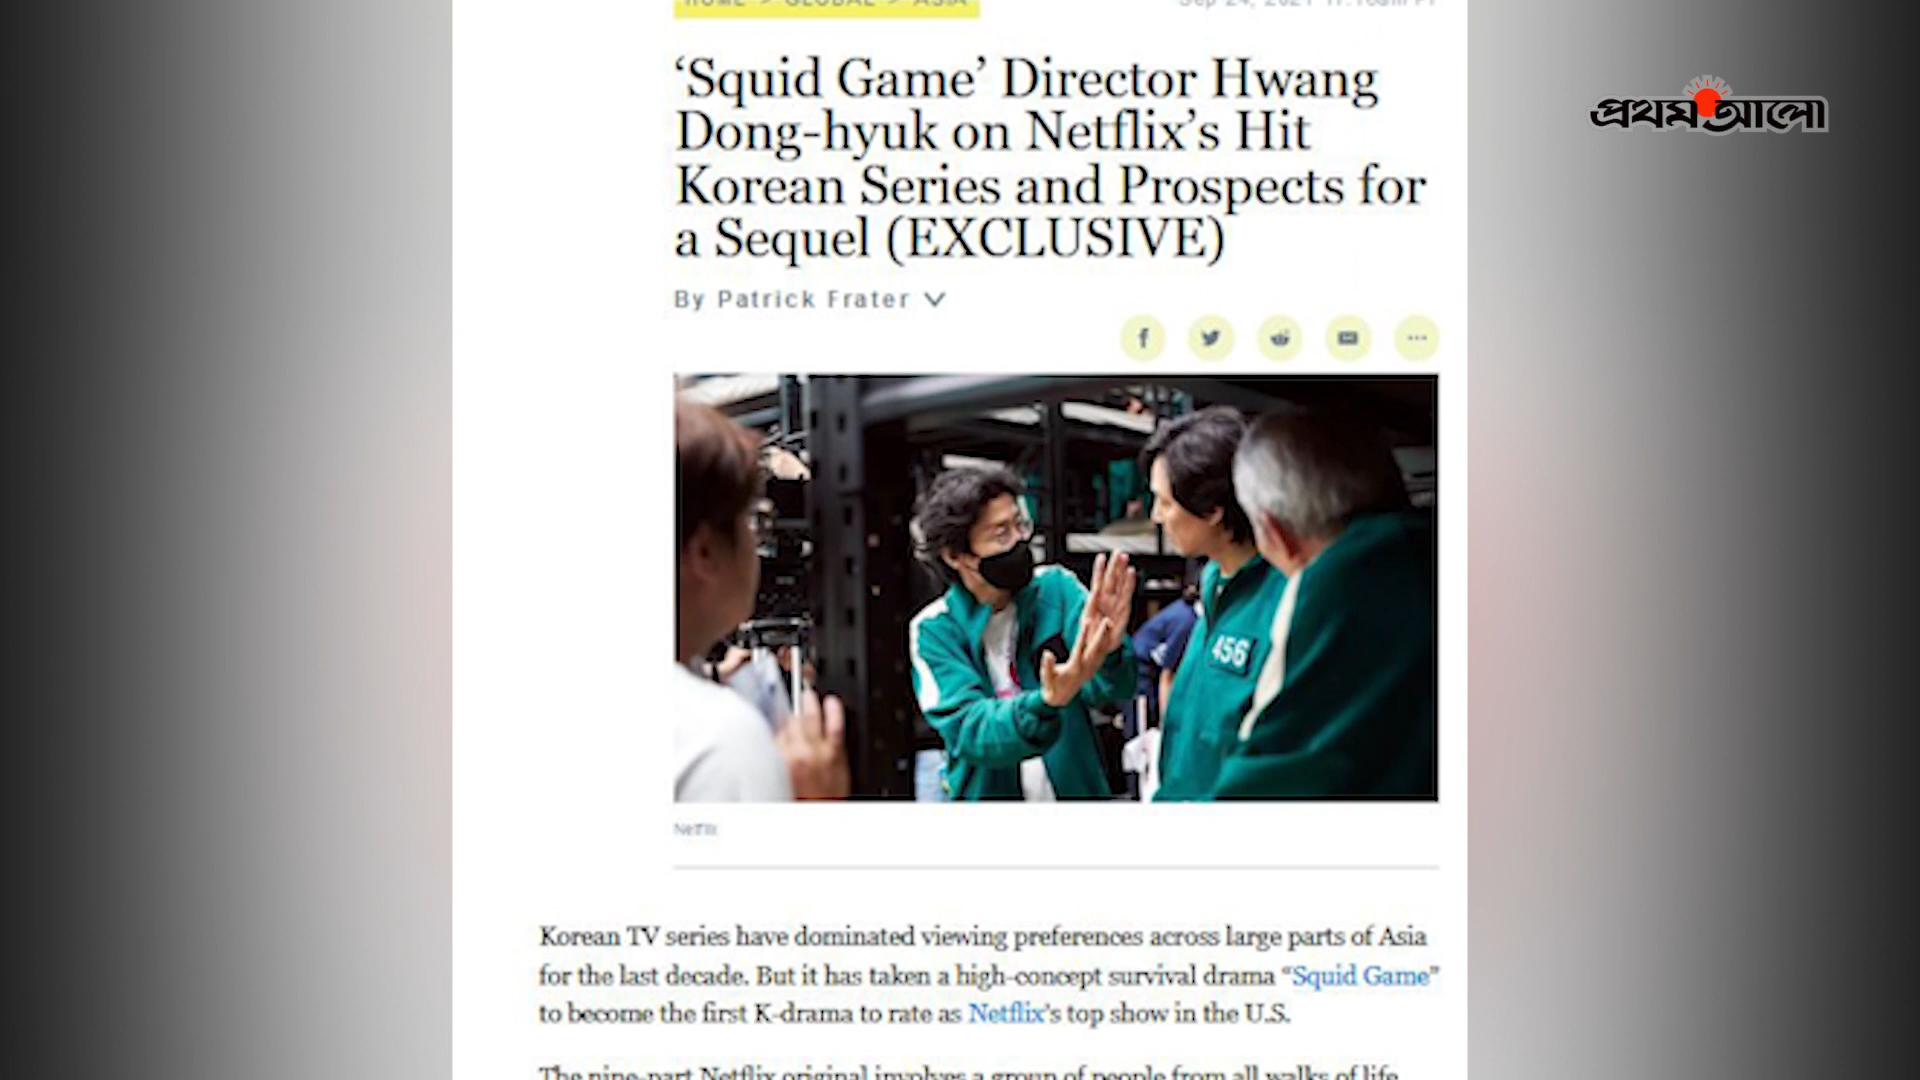 HOME > GLOBAL > ASIA
Sep 24, 2021
প্রথম আলো
‘Squid Game’ Director Hwang
Dong-hyuk on Netflix’s Hit
Korean Series and Prospects for
a Sequel (EXCLUSIVE)
By Patrick Frater
456
Netflix
Korean TV series have dominated viewing preferences across large parts of Asia
for the last decade. But it has taken a high-concept survival drama “Squid Game”
to become the first K-drama to rate as Netflix’s top show in the U.S.
The nine-part Netflix original involves a group of people from all walks of life